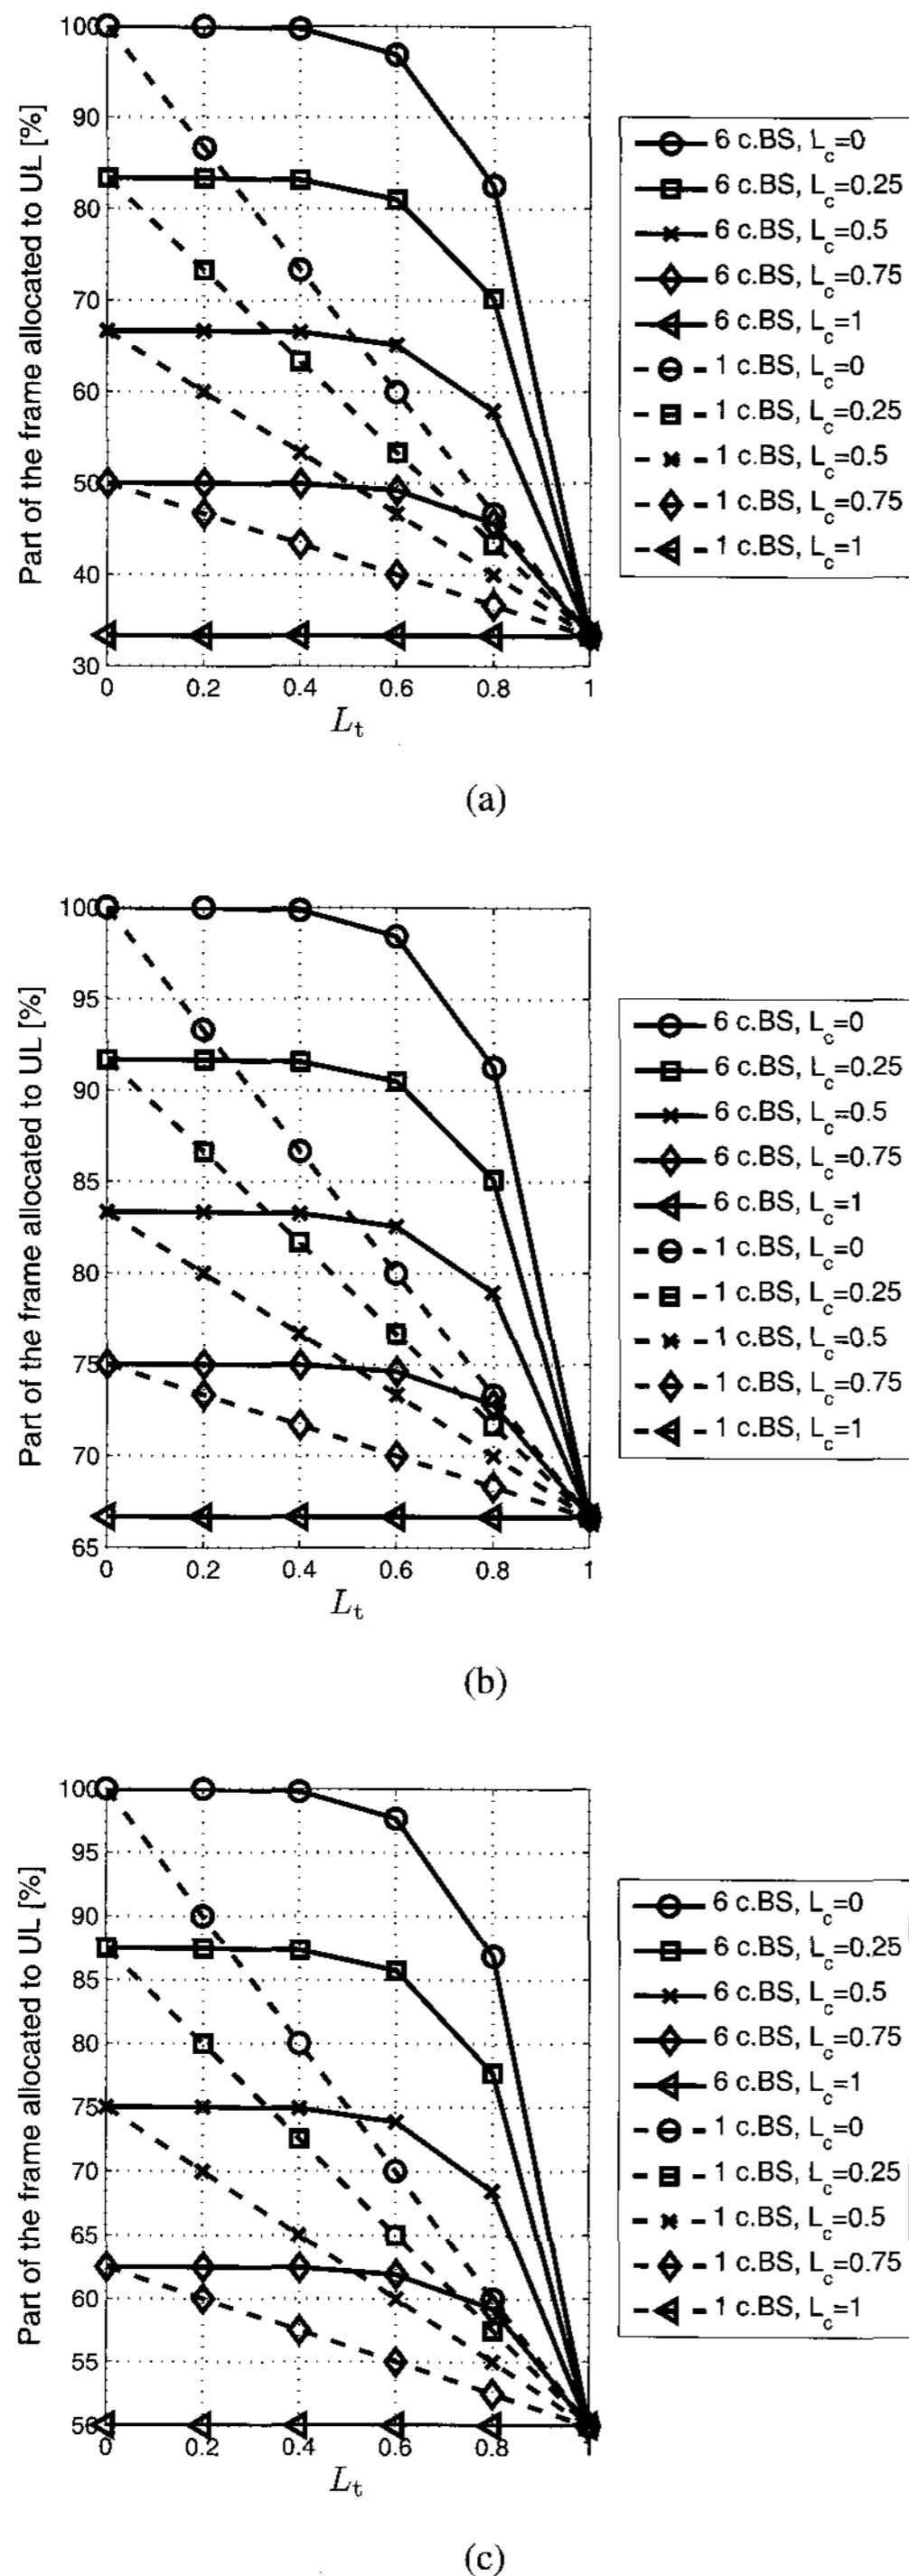 Part of the frame allocated to UL [%]
100
90
80
70
60
50
40
30
0 0.2 0.4 0.6 0.8 1
L_t
6 c.BS, L_c=0
6 c.BS, L_c=0.25
6 c.BS, L_c=0.5
6 c.BS, L_c=0.75
6 c.BS, L_c=1
1 c.BS, L_c=0
1 c.BS, L_c=0.25
1 c.BS, L_c=0.5
1 c.BS, L_c=0.75
1 c.BS, L_c=1
(a)
Part of the frame allocated to UL [%]
100
95
90
85
80
75
70
65
0 0.2 0.4 0.6 0.8 1
L_t
6 c.BS, L_c=0
6 c.BS, L_c=0.25
6 c.BS, L_c=0.5
6 c.BS, L_c=0.75
6 c.BS, L_c=1
1 c.BS, L_c=0
1 c.BS, L_c=0.25
1 c.BS, L_c=0.5
1 c.BS, L_c=0.75
1 c.BS, L_c=1
(b)
Part of the frame allocated to UL [%]
100
95
90
85
80
75
70
65
60
55
50
0 0.2 0.4 0.6 0.8 1
L_t
6 c.BS, L_c=0
6 c.BS, L_c=0.25
6 c.BS, L_c=0.5
6 c.BS, L_c=0.75
6 c.BS, L_c=1
1 c.BS, L_c=0
1 c.BS, L_c=0.25
1 c.BS, L_c=0.5
1 c.BS, L_c=0.75
1 c.BS, L_c=1
(c)